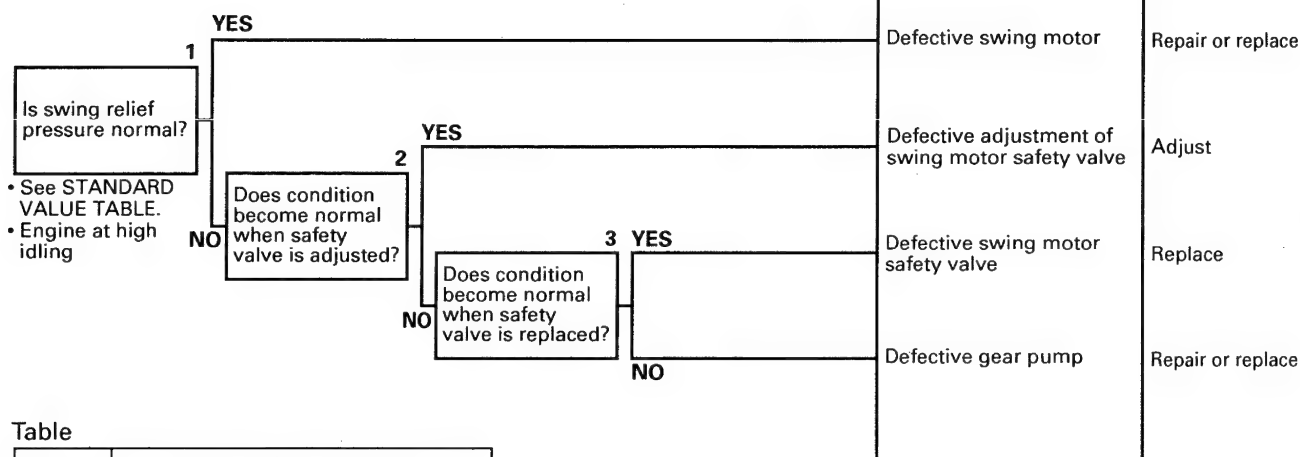 YES
Defective swing motor
Repair or replace
1
Is swing relief
pressure normal?
• See STANDARD
VALUE TABLE.
• Engine at high
idling
YES
Defective adjustment of
swing motor safety valve
Adjust
2
NO
Does condition
become normal
when safety
valve is adjusted?
3 YES
Defective swing motor
safety valve
Replace
NO
Does condition
become normal
when safety
valve is replaced?
NO
Defective gear pump
Repair or replace
Table